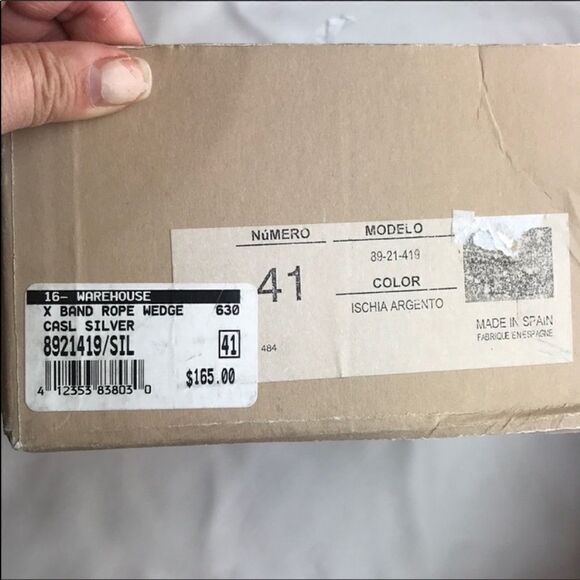 NúMERO
41
484
MODELO
89-21-419
COLOR
ISCHIA ARGENTO
MADE IN SPAIN
FABRIQUE EN ESPAGNE
16- WAREHOUSE
X BAND ROPE WEDGE 630
CASL SILVER
8921419/SIL 41
4 12353 83803 0
$165.00